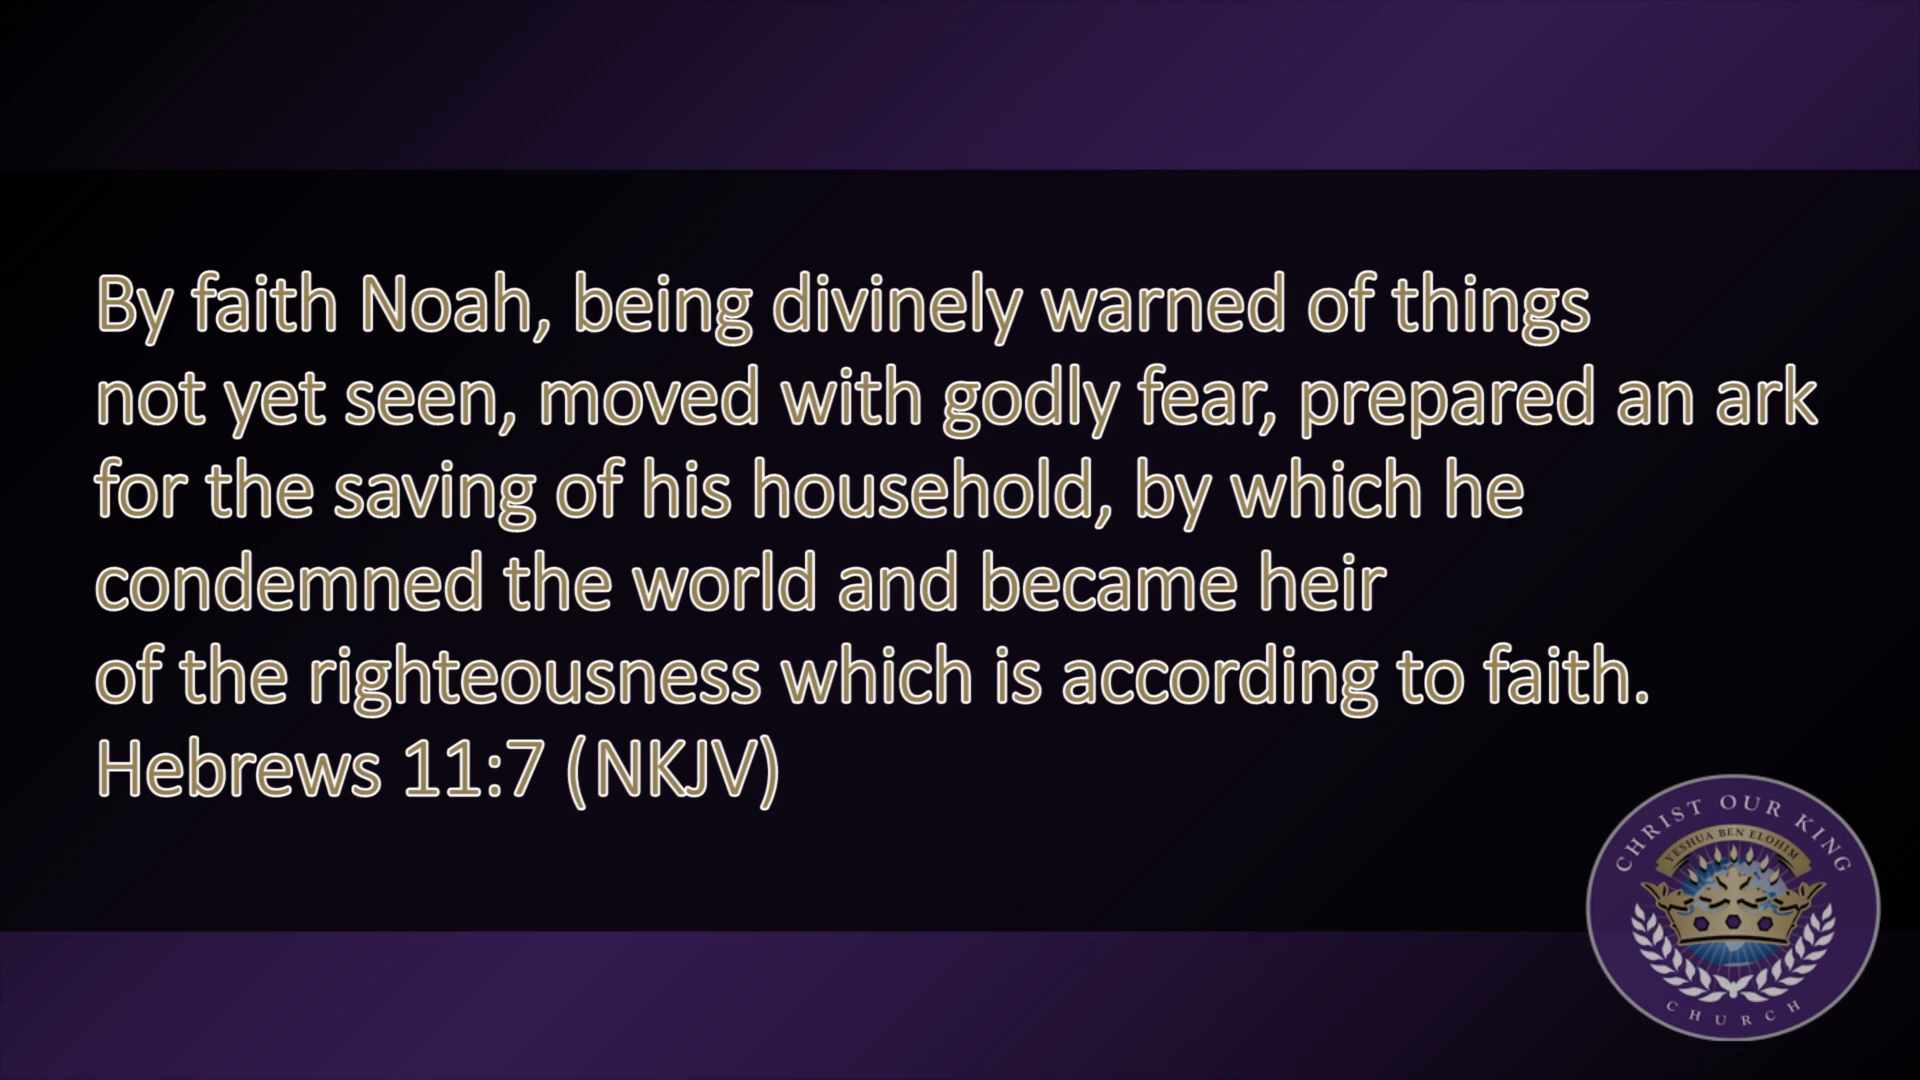 By faith Noah, being divinely warned of things
not yet seen, moved with godly fear, prepared an ark
for the saving of his household, by which he
condemned the world and became heir
of the righteousness which is according to faith.
Hebrews 11:7 (NKJV)
CHRIST OUR KING
YESHUA BEN ELOHIM
CHURCH